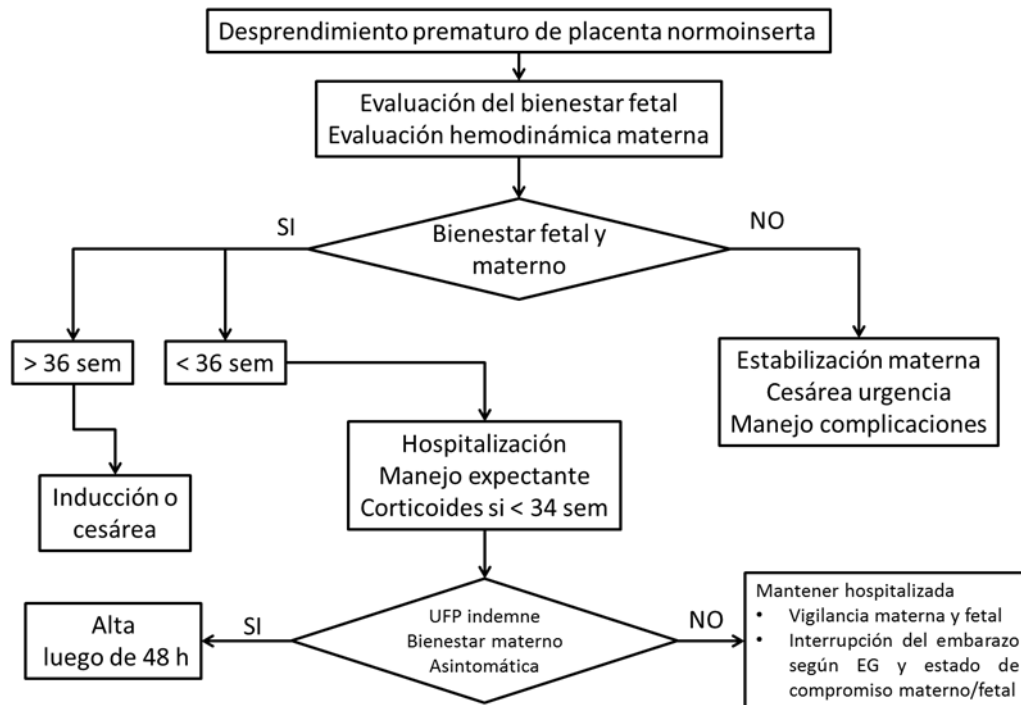 Desprendimiento prematuro de placenta normoinserta
Evaluación del bienestar fetal
Evaluación hemodinámica materna
SI
Bienestar fetal y
materno
NO
> 36 sem
< 36 sem
Estabilización materna
Cesárea urgencia
Manejo complicaciones
Hospitalización
Manejo expectante
Corticoides si < 34 sem
Inducción o
cesárea
Alta
luego de 48 h
SI
UFP indemne
Bienestar materno
Asintomática
NO
Mantener hospitalizada
• Vigilancia materna y fetal
• Interrupción del embarazo
según EG y estado de
compromiso materno/fetal